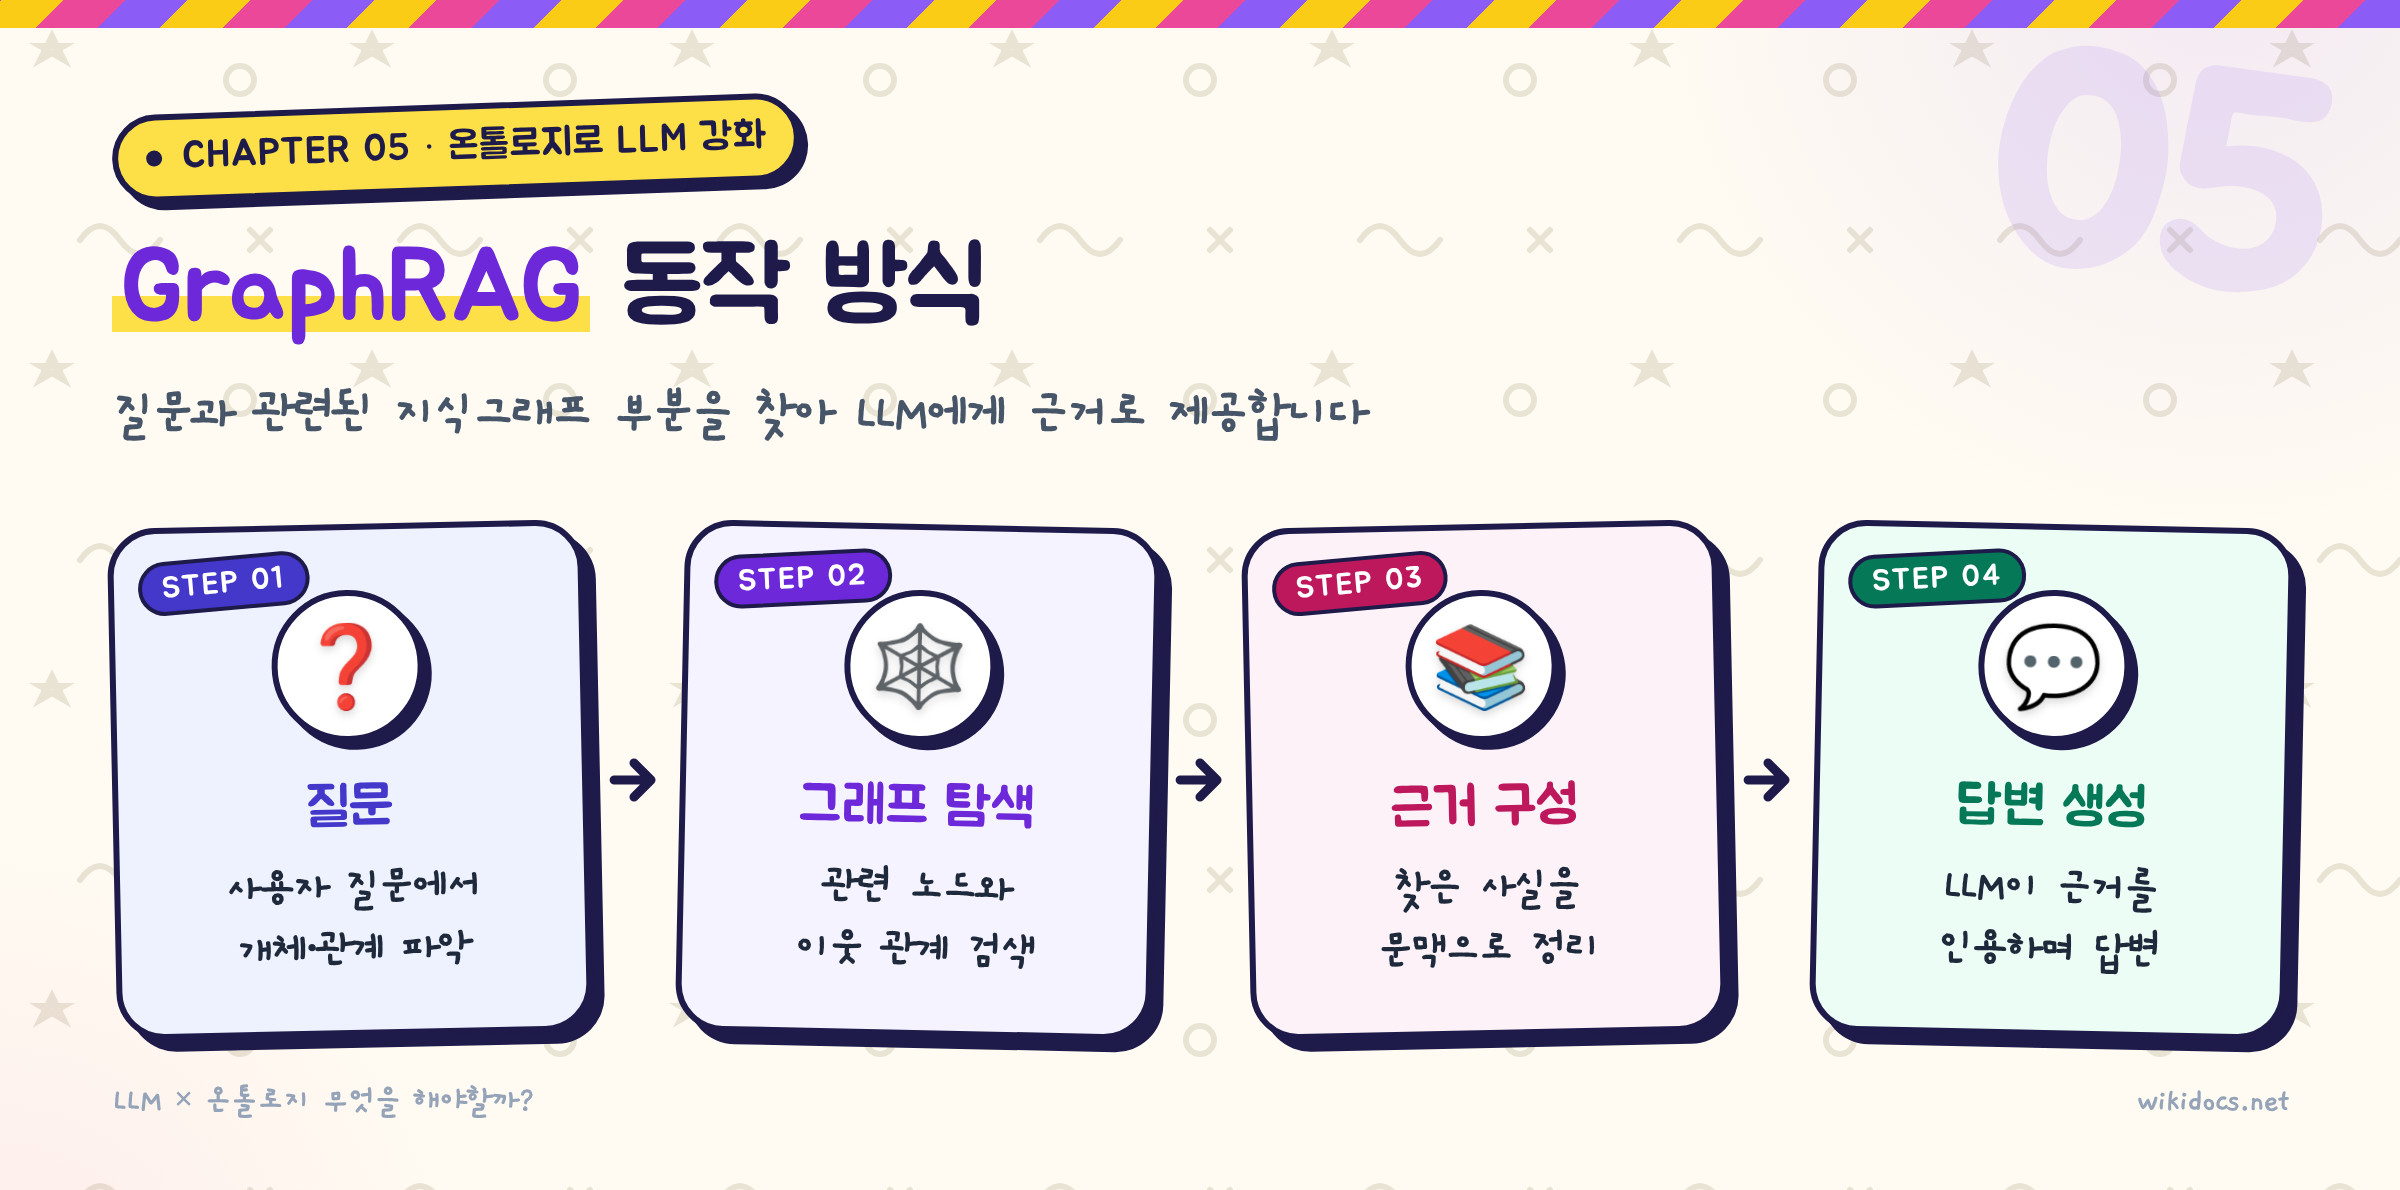 05
• CHAPTER 05 · 온톨로지로 LLM 강화
GraphRAG 동작 방식
질문과 관련된 지식그래프 부분을 찾아 LLM에게 근거로 제공합니다
STEP 01
질문
사용자 질문에서
개체·관계 파악
STEP 02
그래프 탐색
관련 노드와
이웃 관계 검색
STEP 03
근거 구성
찾은 사실을
문맥으로 정리
STEP 04
답변 생성
LLM이 근거를
인용하며 답변
LLM × 온톨로지 무엇을 해야할까?
wikidocs.net